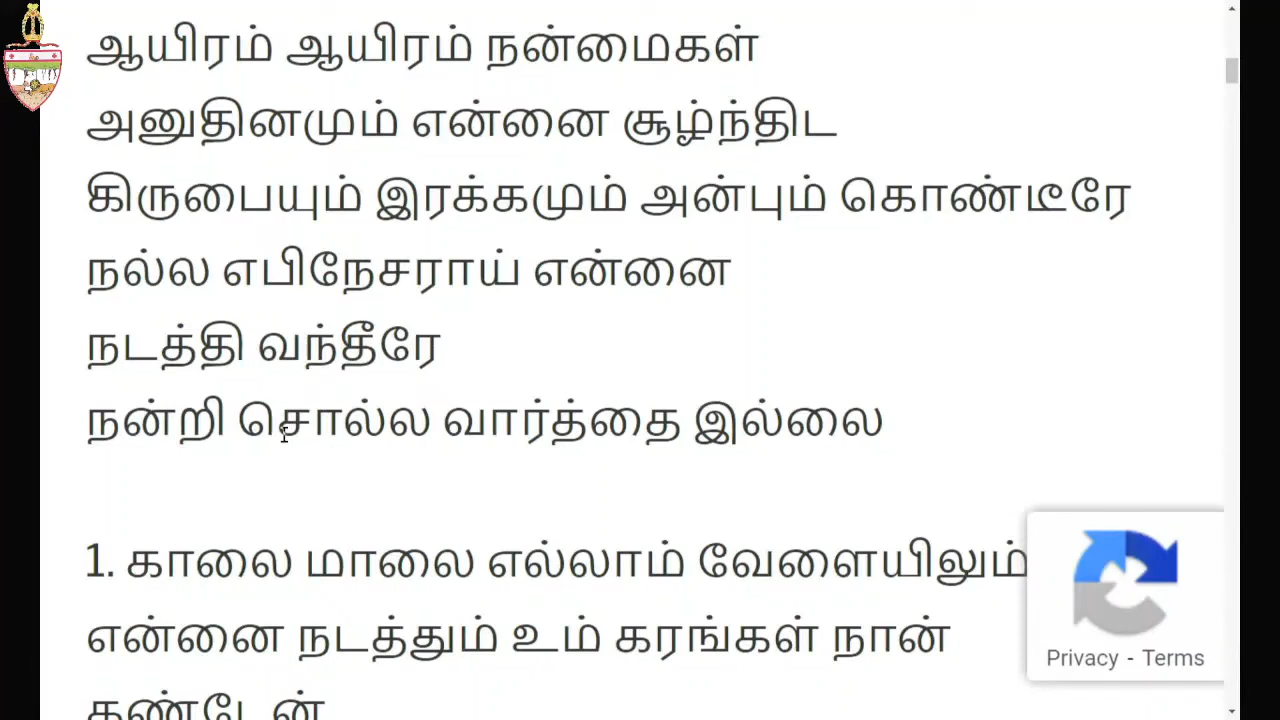 ஆயிரம் ஆயிரம் நன்மைகள்
அனுதினமும் என்னை சூழ்ந்திட
கிருபையும் இரக்கமும் அன்பும் கொண்டீரே
நல்ல எபிநேசராய் என்னை
நடத்தி வந்தீரே
நன்றி சொல்ல வார்த்தை இல்லை
1. காலை மாலை எல்லாம் வேளையிலும்
என்னை நடத்தும் உம் கரங்கள் நான்
கண்டேன்
Privacy - Terms